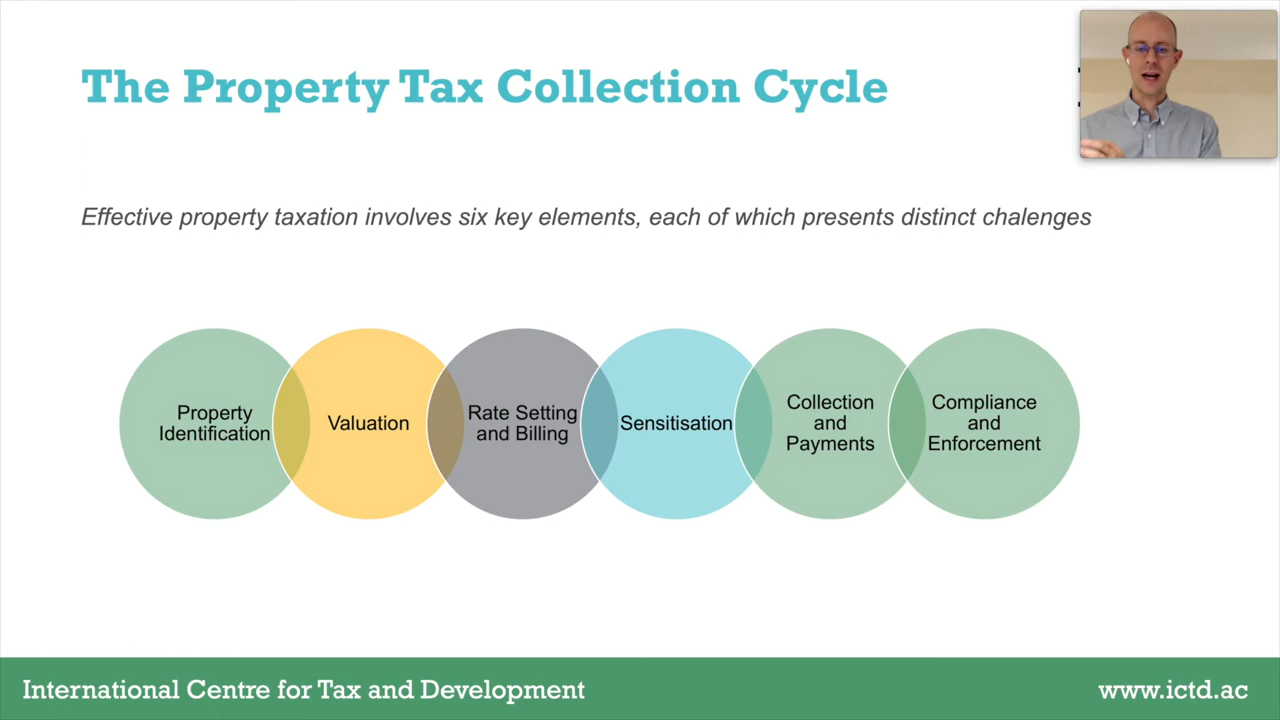 The Property Tax Collection Cycle
Effective property taxation involves six key elements, each of which presents distinct chalenges
Property
Identification
Valuation
Rate Setting
and Billing
Sensitisation
Collection
and
Payments
Compliance
and
Enforcement
International Centre for Tax and Development
www.ictd.ac